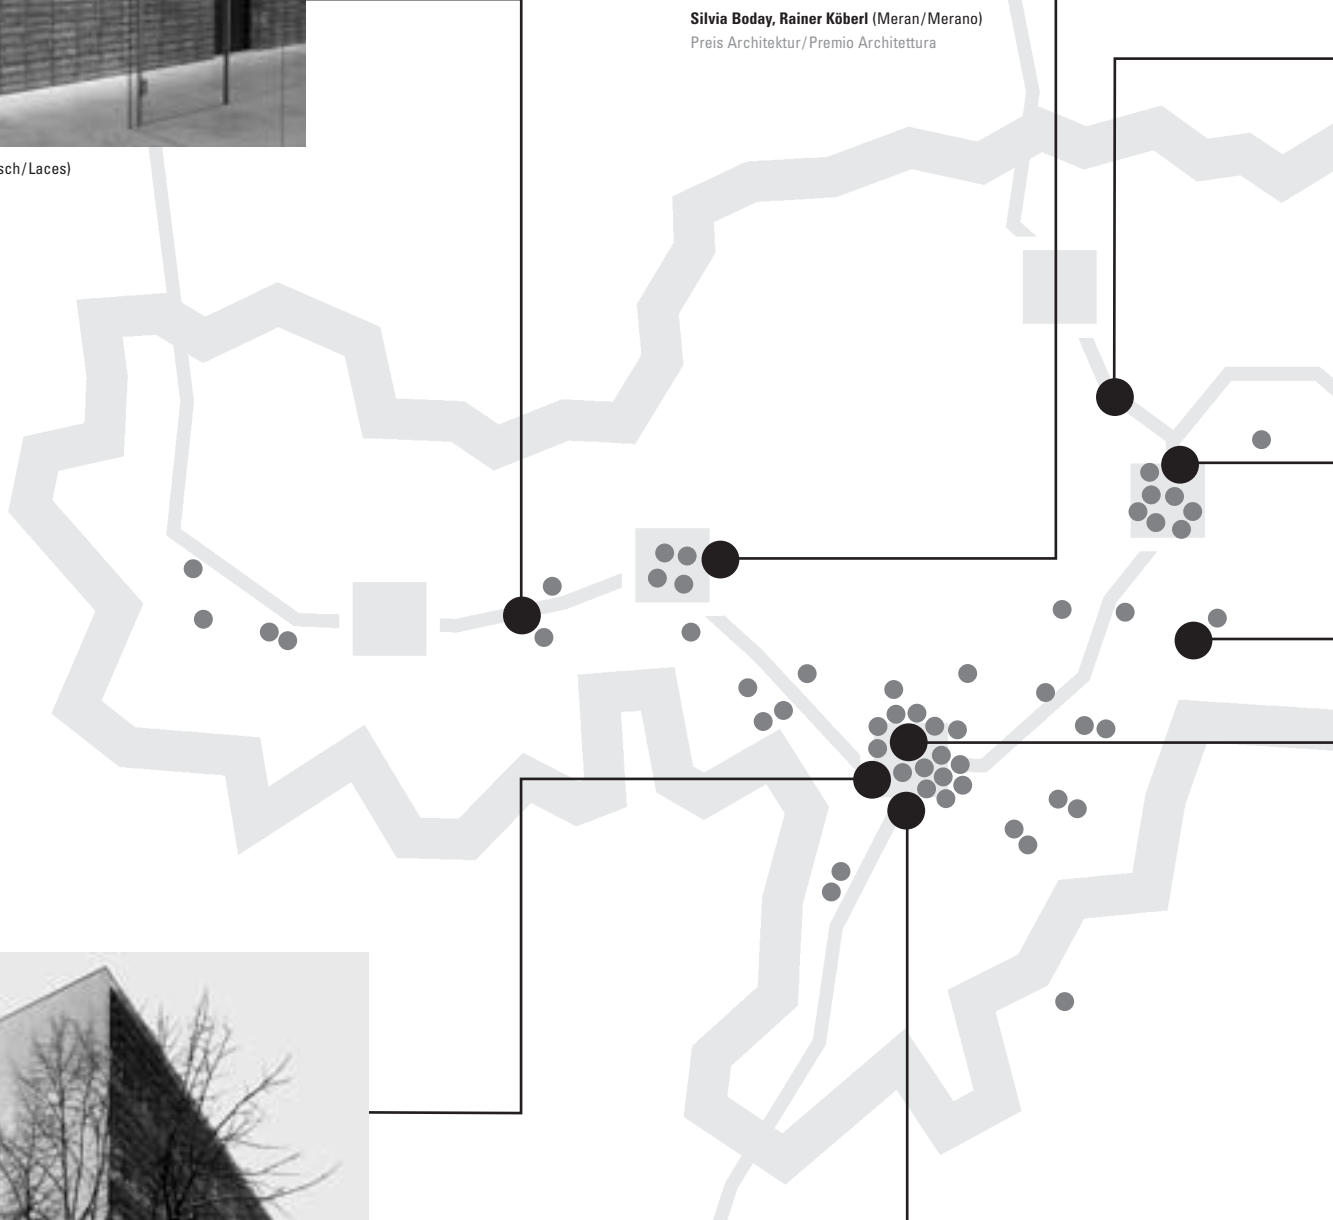 Silvia Boday, Rainer Köberl (Meran/Merano)
Preis Architektur/Premio Architettura
sch/Laces)